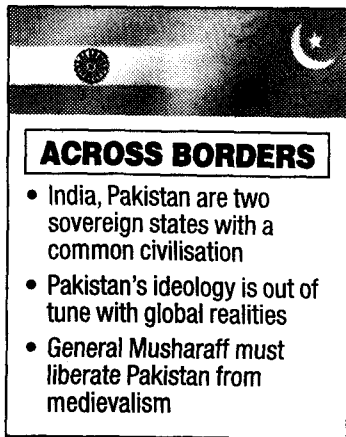 ACROSS BORDERS
• India, Pakistan are two
sovereign states with a
common civilisation
• Pakistan's ideology is out of
tune with global realities
• General Musharaff must
liberate Pakistan from
medievalism